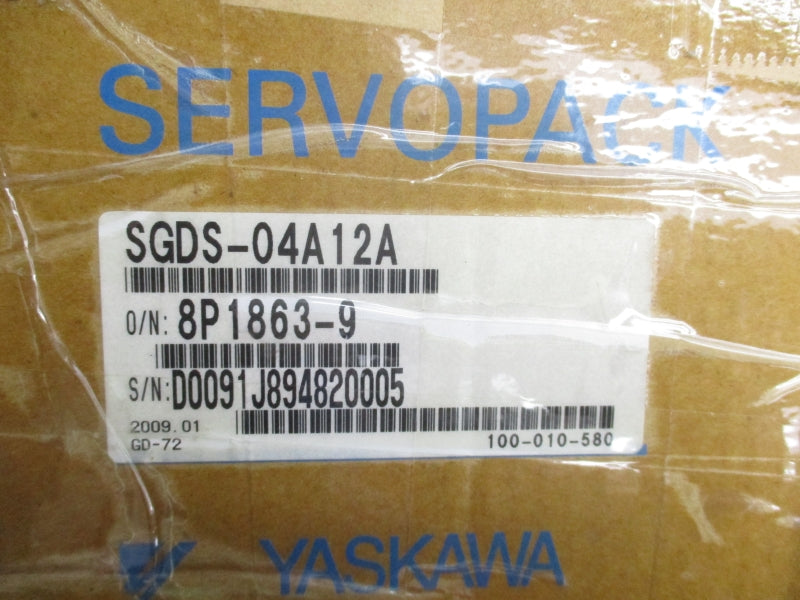 SERVOPACK
SGDS-04A12A
O/N: 8P1863-9
S/N: D0091J894820005
2009.01
GD-72
100-010-580
YASKAWA